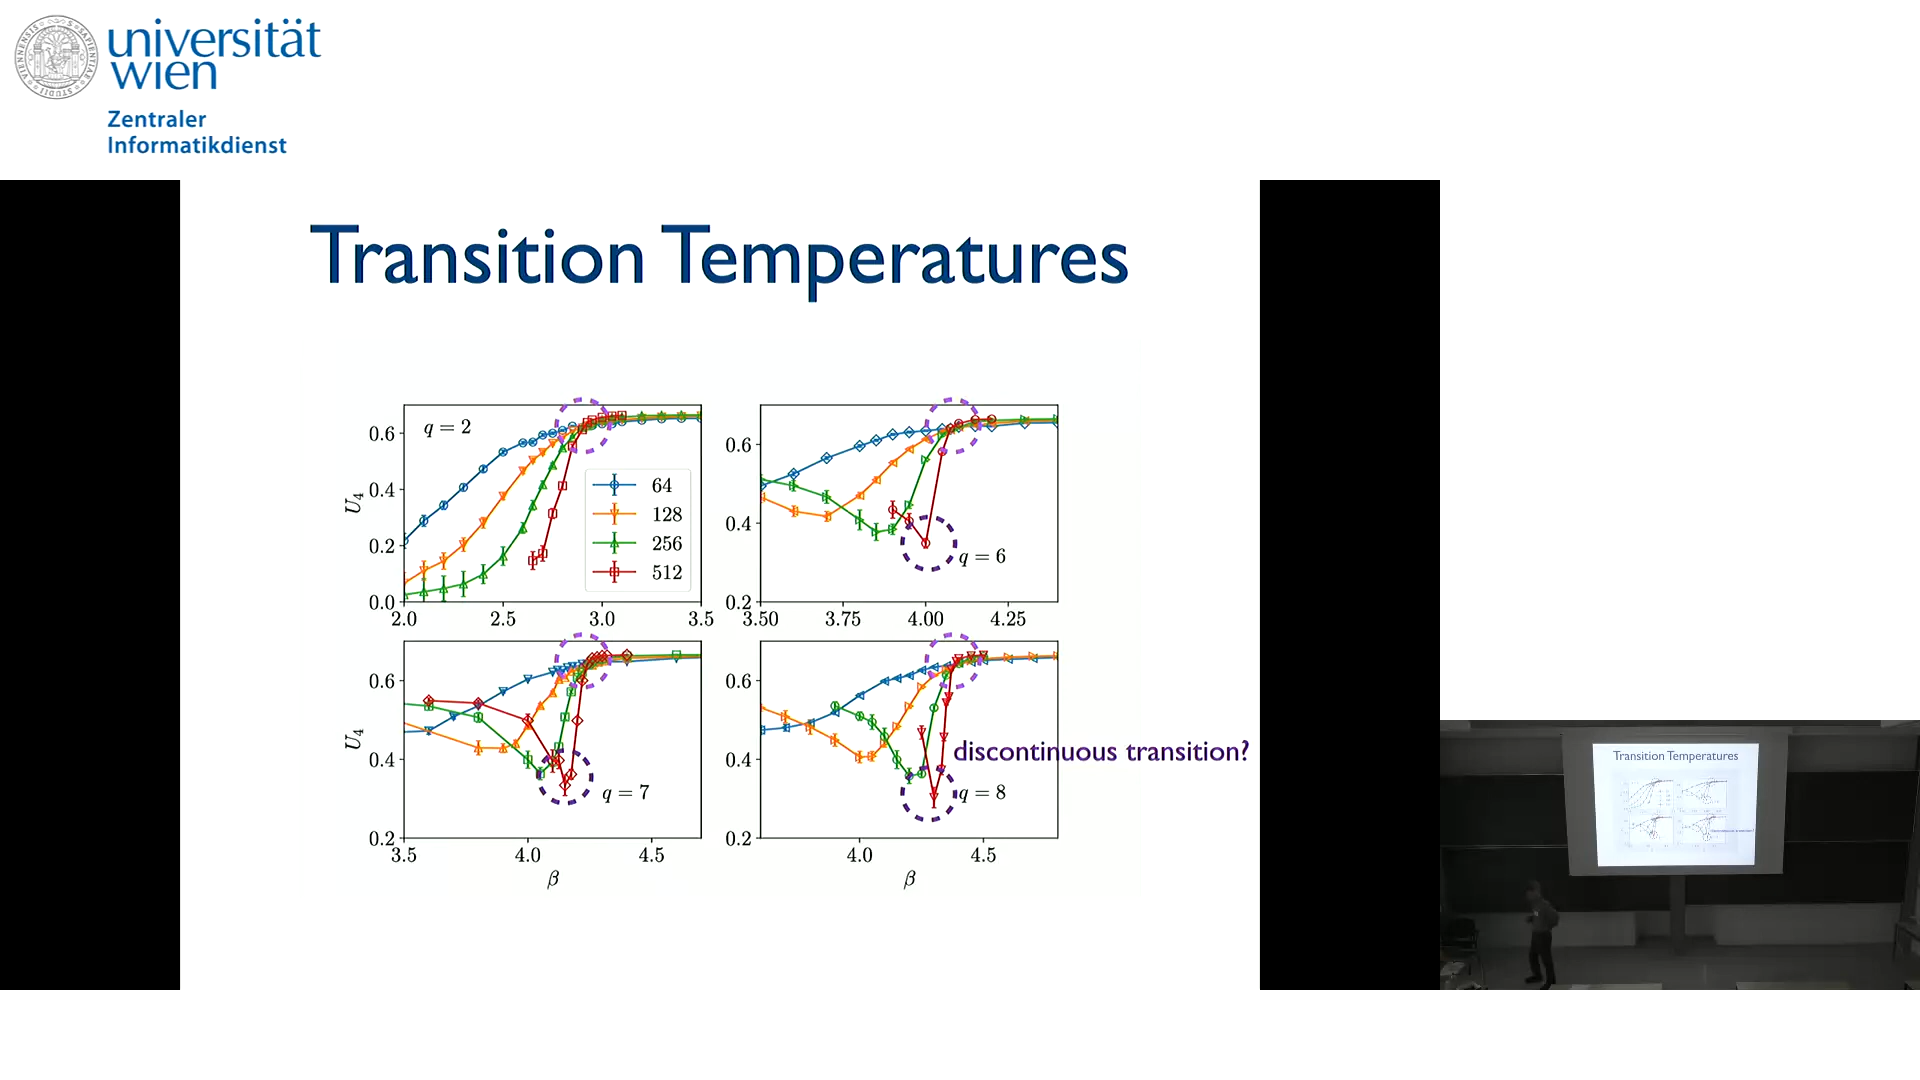 universität
wien
Zentraler
Informatikdienst
Transition Temperatures
q = 2
U4
0.6
0.4
0.2
0.0
64
128
256
512
2.0 2.5 3.0 3.5
q = 6
0.6
0.4
0.2
3.50 3.75 4.00 4.25
q = 7
U4
0.6
0.4
0.2
3.5 4.0 4.5
β
0.6
0.4
0.2
discontinuous transition?
q = 8
4.0 4.5
β
Transition Temperatures